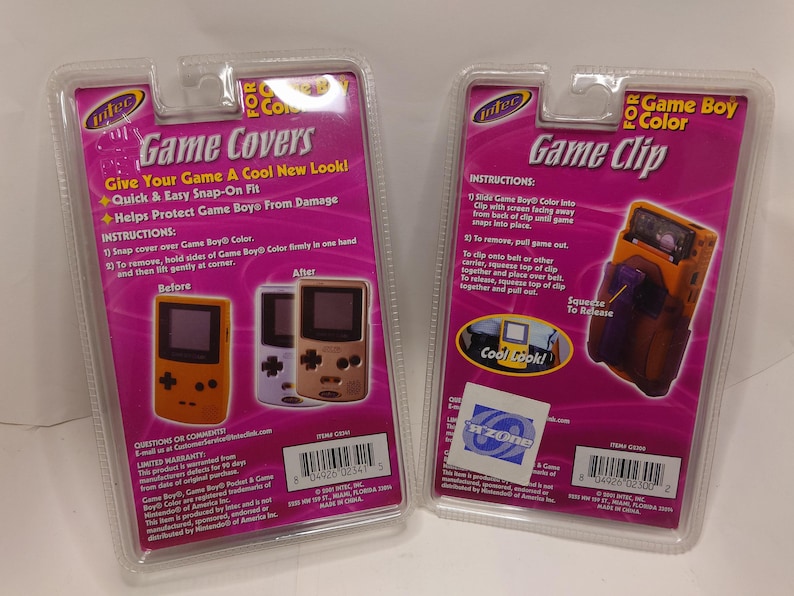 intec
FOR Game Boy
Color
Game Covers
Give Your Game A Cool New Look!
Quick & Easy Snap-On Fit
Helps Protect Game Boy® From Damage
INSTRUCTIONS:
1) Snap cover over Game Boy® Color.
2) To remove, hold sides of Game Boy® Color firmly in one hand
and then lift gently at corner.
Before
After
QUESTIONS OR COMMENTS?
E-mail us at CustomerService@Inteclink.com
LIMITED WARRANTY:
This product is warranted from
manufacturers defects for 90 days
from date of original purchase.
Game Boy®, Game Boy® Pocket & Game
Boy® Color are registered trademarks of
Nintendo® of America Inc.
This item is produced by Intec and is not
manufactured, sponsored, endorsed or
distributed by Nintendo® of America Inc.
ITEM# G2341
8 04926 02341 5
© 2001 INTEC, INC.
5255 NW 159 ST., MIAMI, FLORIDA 33014
MADE IN CHINA.
intec
FOR Game Boy®
Color
Game Clip
INSTRUCTIONS:
1) Slide Game Boy® Color into
Clip with screen facing away
from back of clip until game
snaps into place.
2) To remove, pull game out.
To clip onto belt or other
carrier, squeeze top of clip
together and place over belt.
To release, squeeze top of clip
together and pull out.
Squeeze
To Release
Cool Look!
link.com
& Game
Nintendo® of America Inc.
This item is produced
manufactured, sponsored, endorsed or
distributed by Nintendo® of America Inc.
ITEM# G2300
8 04926 02300 2
© 2001 INTEC, INC.
5255 NW 159 ST., MIAMI, FLORIDA 33014
MADE IN CHINA.